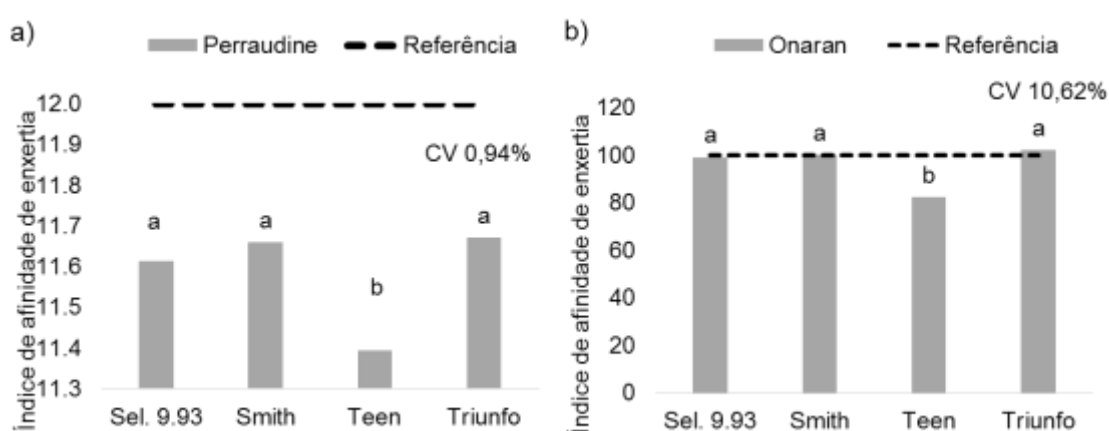 a)
Perraudine Referência
Índice de afinidade de enxertia
12.0
11.9
11.8
11.7
11.6
11.5
11.4
11.3
CV 0,94%
a a b a
Sel. 9.93 Smith Teen Triunfo
b)
Onaran Referência
CV 10,62%
Índice de afinidade de enxertia
120
100
80
60
40
20
0
a a b a
Sel. 9.93 Smith Teen Triunfo